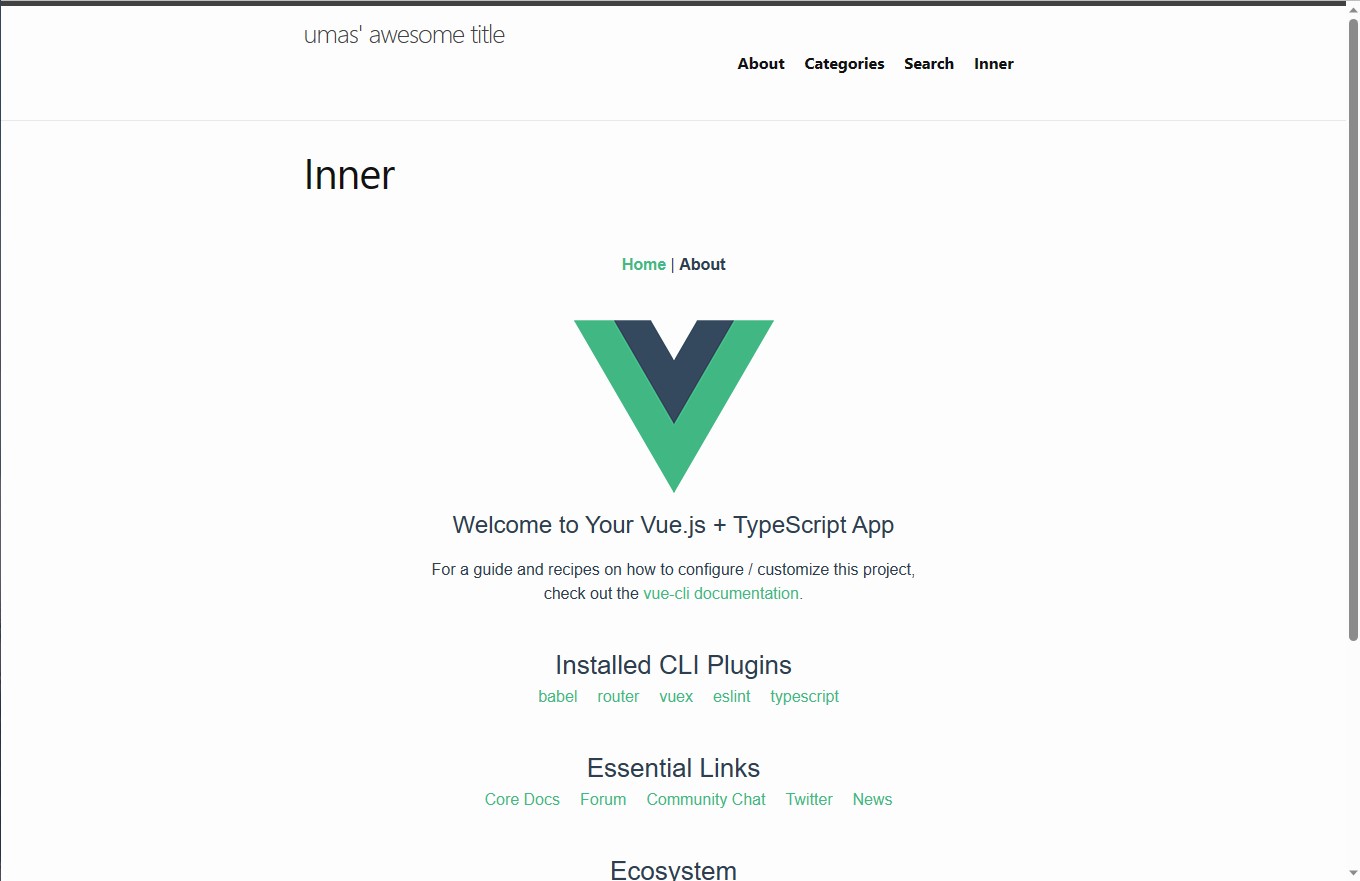 umas' awesome title
About Categories Search Inner
Inner
Home | About
Welcome to Your Vue.js + TypeScript App
For a guide and recipes on how to configure / customize this project,
check out the vue-cli documentation.
Installed CLI Plugins
babel router vuex eslint typescript
Essential Links
Core Docs Forum Community Chat Twitter News
Ecosystem